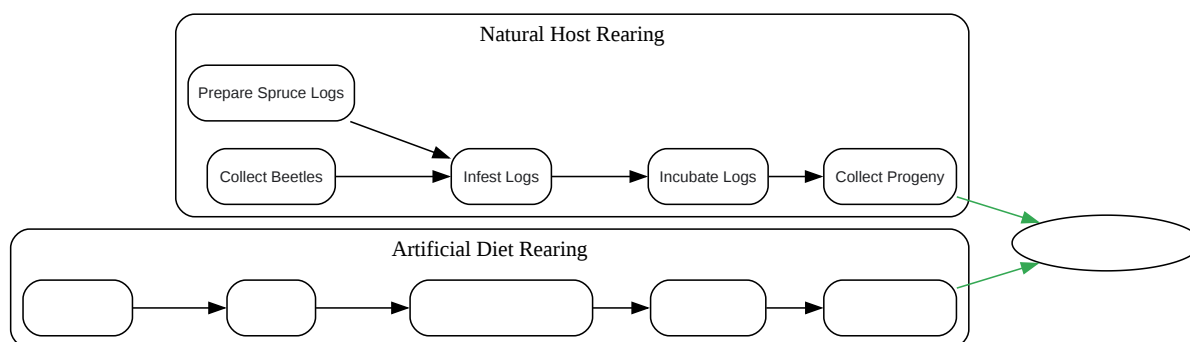 Natural Host Rearing
Prepare Spruce Logs
Collect Beetles
Infest Logs
Incubate Logs
Collect Progeny
Artificial Diet Rearing